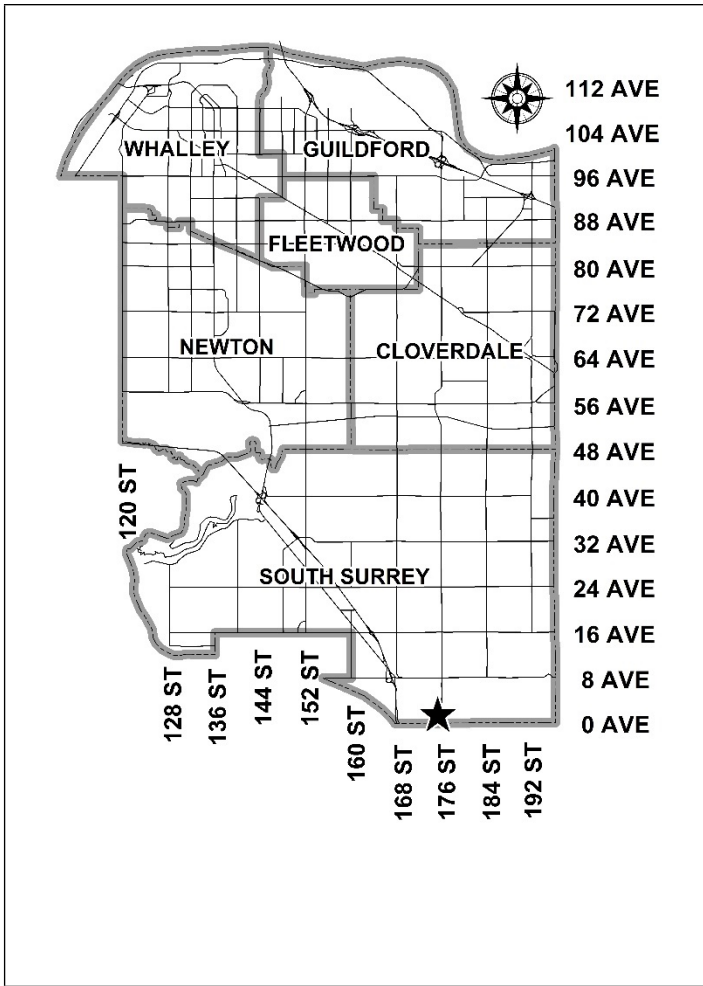 112 AVE
104 AVE
WHALLEY
GUILDFORD
96 AVE
88 AVE
FLEETWOOD
80 AVE
72 AVE
NEWTON
CLOVERDALE
64 AVE
56 AVE
48 AVE
120 ST
40 AVE
32 AVE
SOUTH SURREY
24 AVE
16 AVE
8 AVE
0 AVE
128 ST
136 ST
144 ST
152 ST
160 ST
168 ST
176 ST
184 ST
192 ST